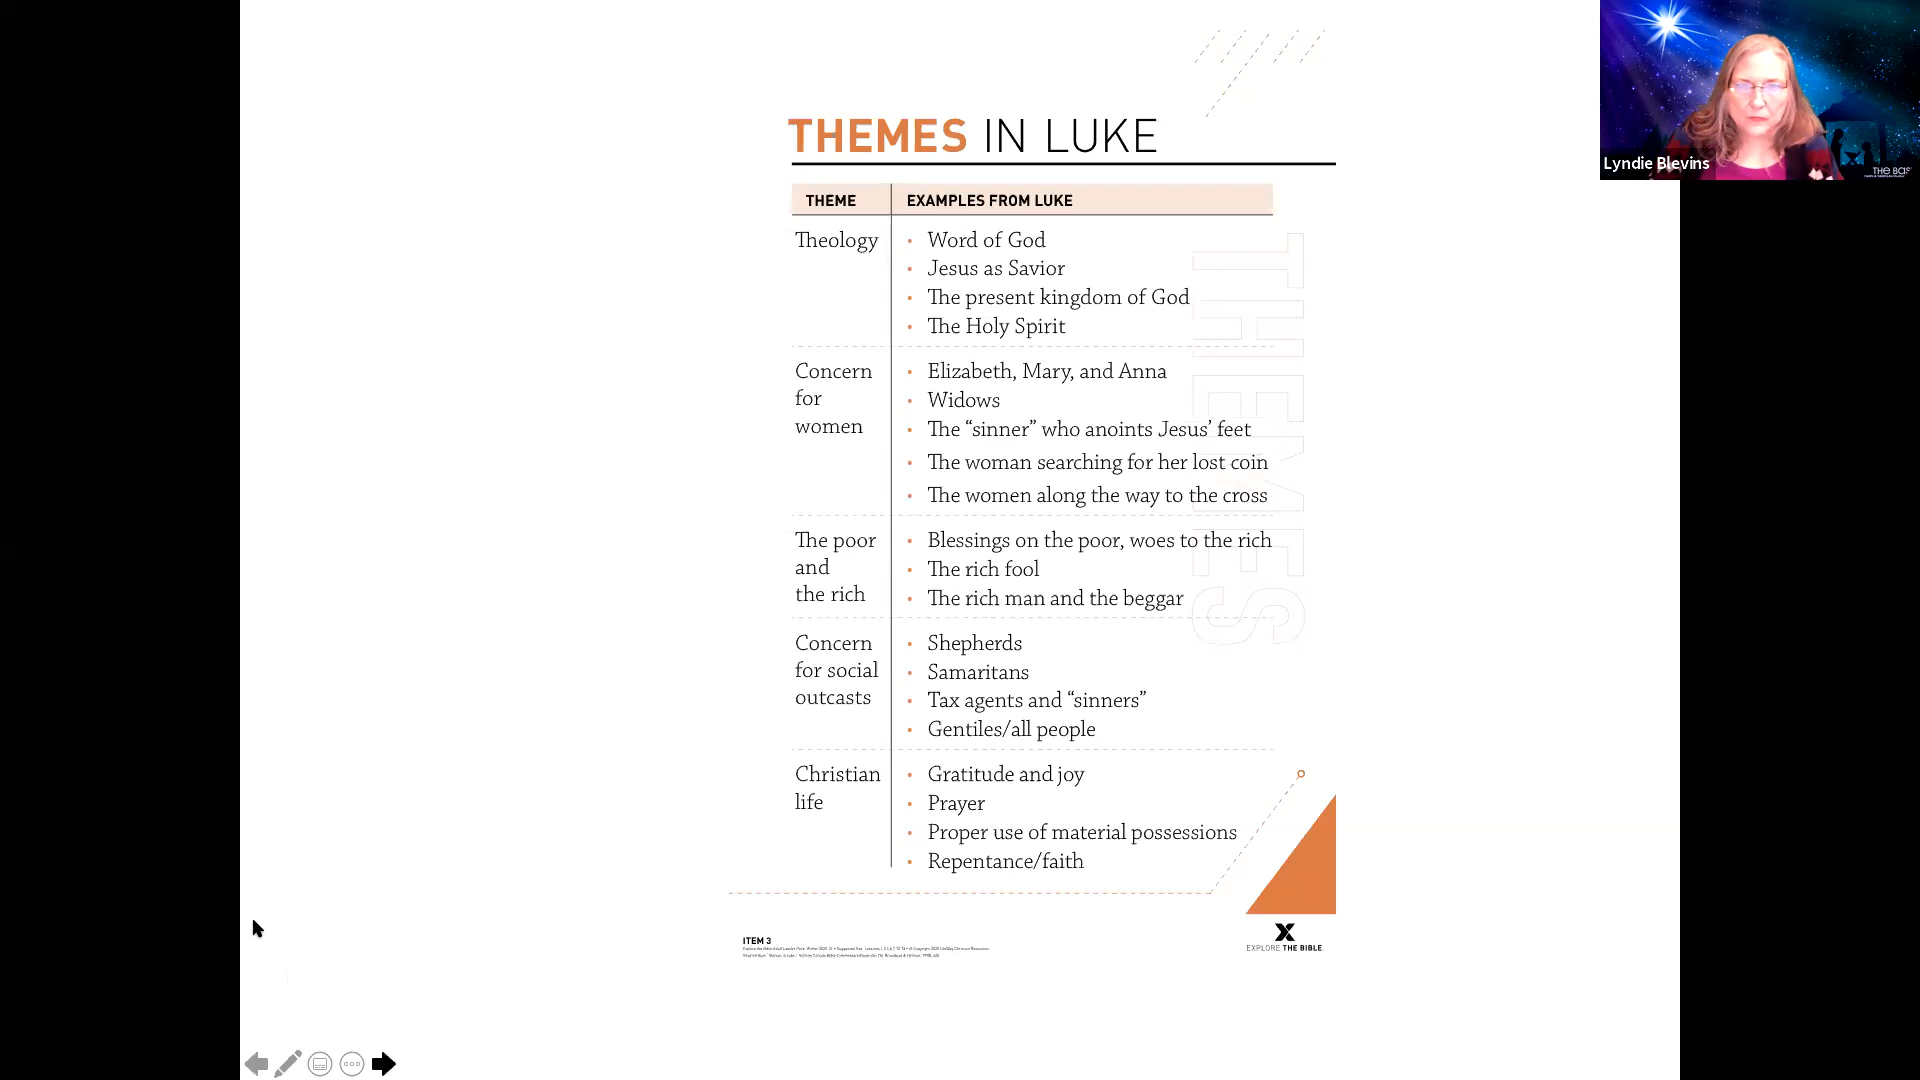 THEMES IN LUKE
THEME EXAMPLES FROM LUKE
Theology
• Word of God
• Jesus as Savior
• The present kingdom of God
• The Holy Spirit
Concern
for
women
• Elizabeth, Mary, and Anna
• Widows
• The “sinner” who anoints Jesus’ feet
• The woman searching for her lost coin
• The women along the way to the cross
The poor
and
the rich
• Blessings on the poor, woes to the rich
• The rich fool
• The rich man and the beggar
Concern
for social
outcasts
• Shepherds
• Samaritans
• Tax agents and “sinners”
• Gentiles/all people
Christian
life
• Gratitude and joy
• Prayer
• Proper use of material possessions
• Repentance/faith
THEMES
ITEM 3
EXPLORE THE BIBLE
Lyndie Blevins
THE BAS